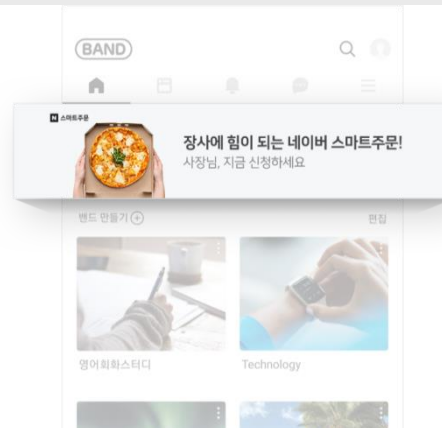 BAND
N 스마트주문
장사에 힘이 되는 네이버 스마트주문!
사장님, 지금 신청하세요
밴드 만들기
편집
영어회화스터디
Technology